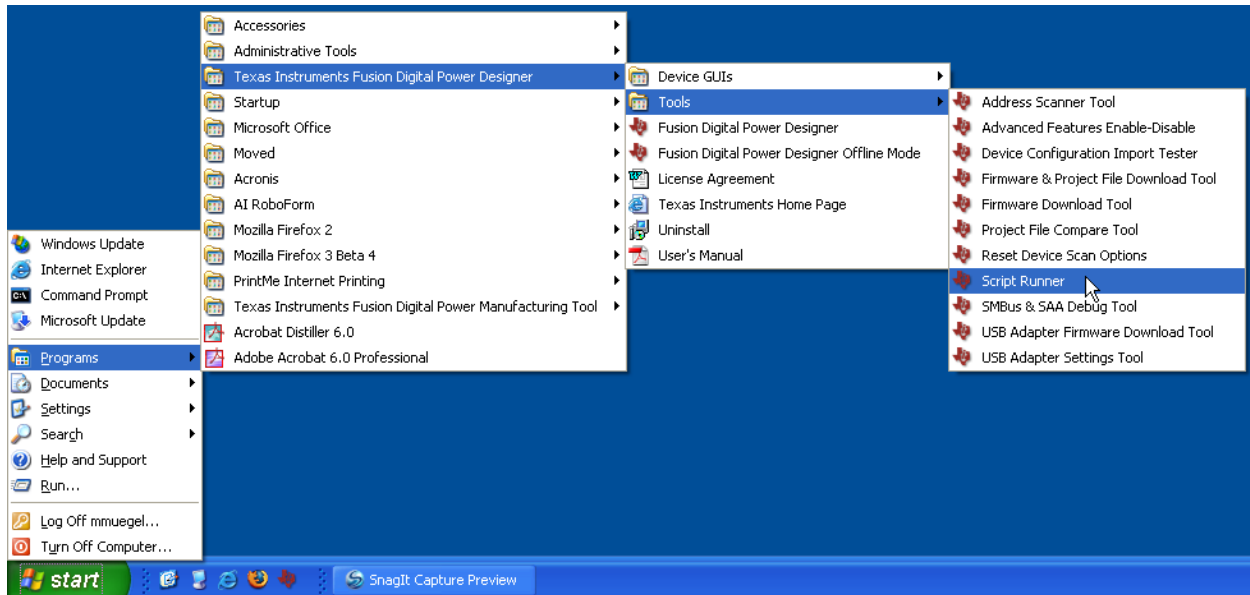 Accessories
Administrative Tools
Texas Instruments Fusion Digital Power Designer
Startup
Microsoft Office
Moved
Acronis
AI RoboForm
Mozilla Firefox 2
Mozilla Firefox 3 Beta 4
PrintMe Internet Printing
Texas Instruments Fusion Digital Power Manufacturing Tool
Acrobat Distiller 6.0
Adobe Acrobat 6.0 Professional
Device GUIs
Tools
Fusion Digital Power Designer
Fusion Digital Power Designer Offline Mode
License Agreement
Texas Instruments Home Page
Uninstall
User's Manual
Address Scanner Tool
Advanced Features Enable-Disable
Device Configuration Import Tester
Firmware & Project File Download Tool
Firmware Download Tool
Project File Compare Tool
Reset Device Scan Options
Script Runner
SMBus & SAA Debug Tool
USB Adapter Firmware Download Tool
USB Adapter Settings Tool
Windows Update
Internet Explorer
Command Prompt
Microsoft Update
Programs
Documents
Settings
Search
Help and Support
Run...
Log Off mmuegel...
Turn Off Computer...
start
SnagIt Capture Preview